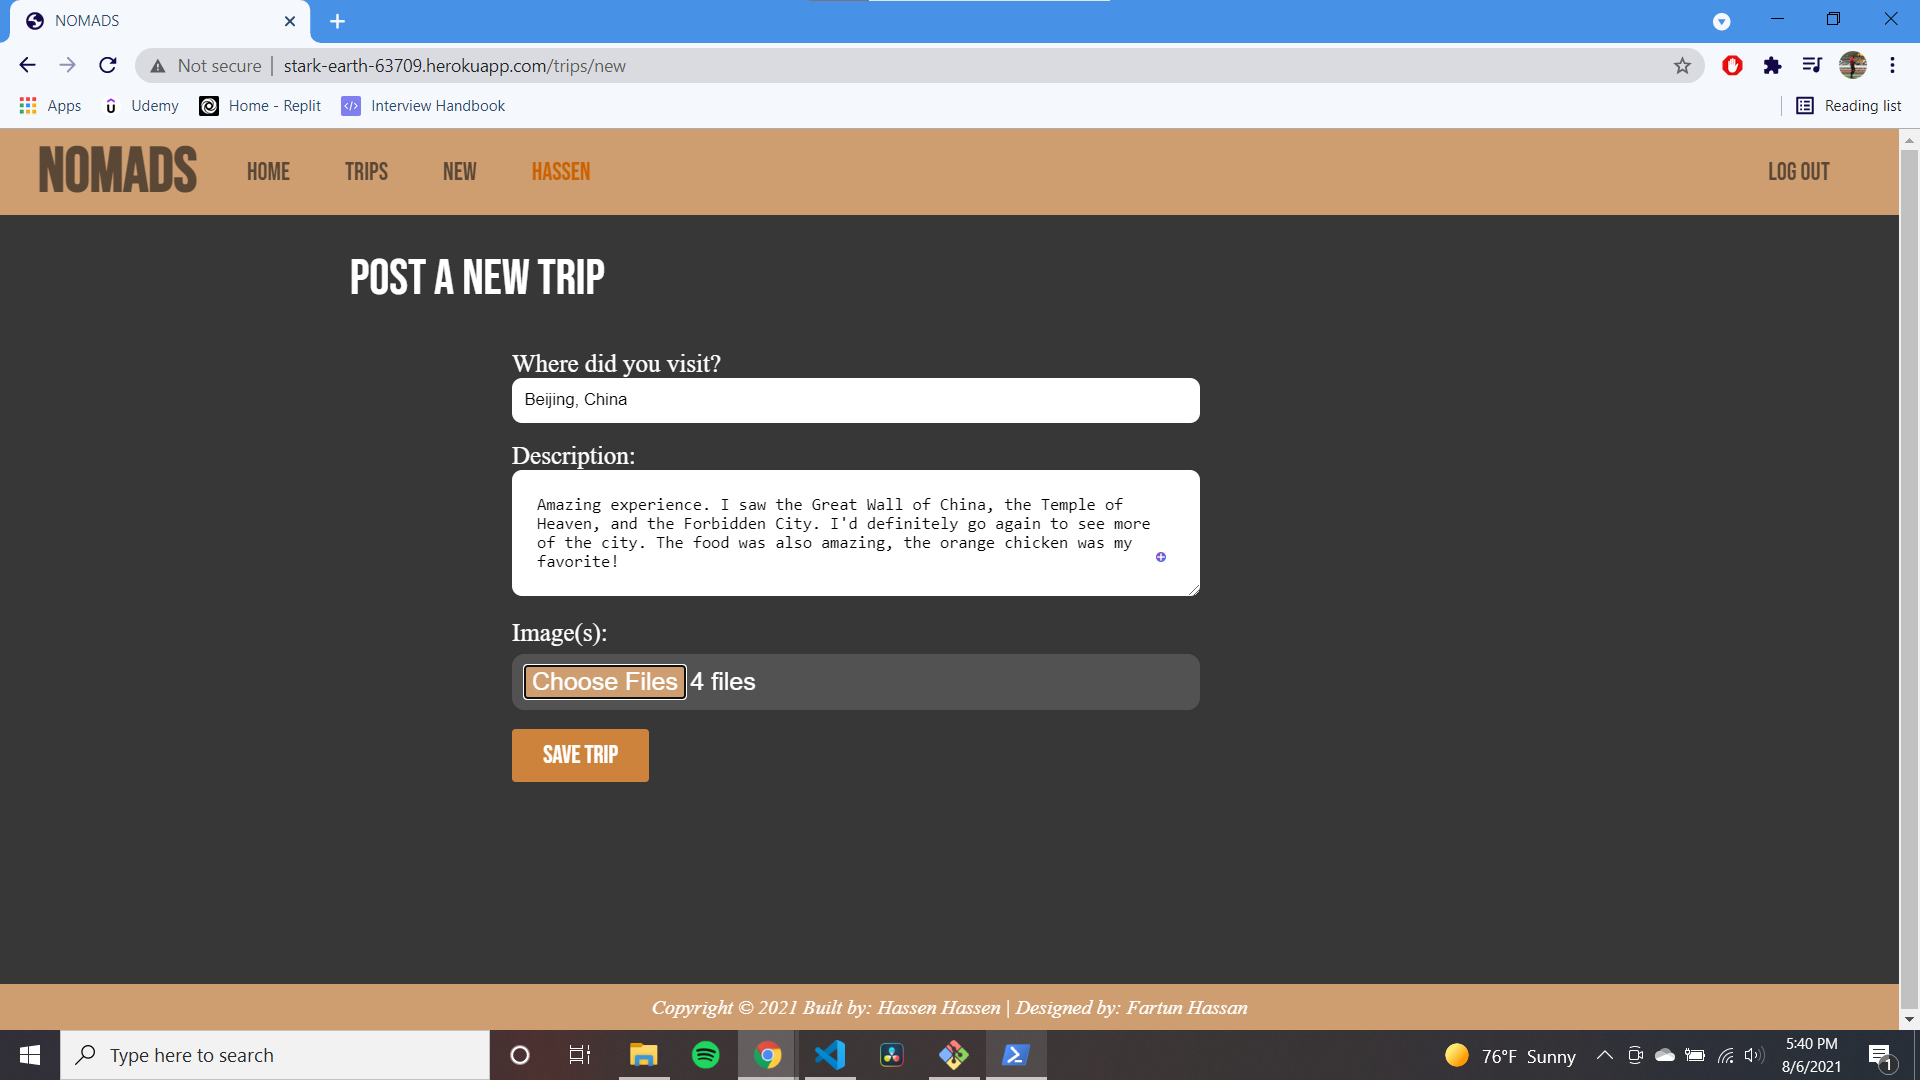 NOMADS
Not secure | stark-earth-63709.herokuapp.com/trips/new
Apps Udemy Home - Replit Interview Handbook Reading list
NOMADS HOME TRIPS NEW HASSEN LOG OUT
POST A NEW TRIP
Where did you visit?
Beijing, China
Description:
Amazing experience. I saw the Great Wall of China, the Temple of
Heaven, and the Forbidden City. I'd definitely go again to see more
of the city. The food was also amazing, the orange chicken was my
favorite!
Image(s):
Choose Files 4 files
SAVE TRIP
Copyright © 2021 Built by: Hassen Hassen | Designed by: Fartun Hassan
Type here to search
76°F Sunny
5:40 PM
8/6/2021
1